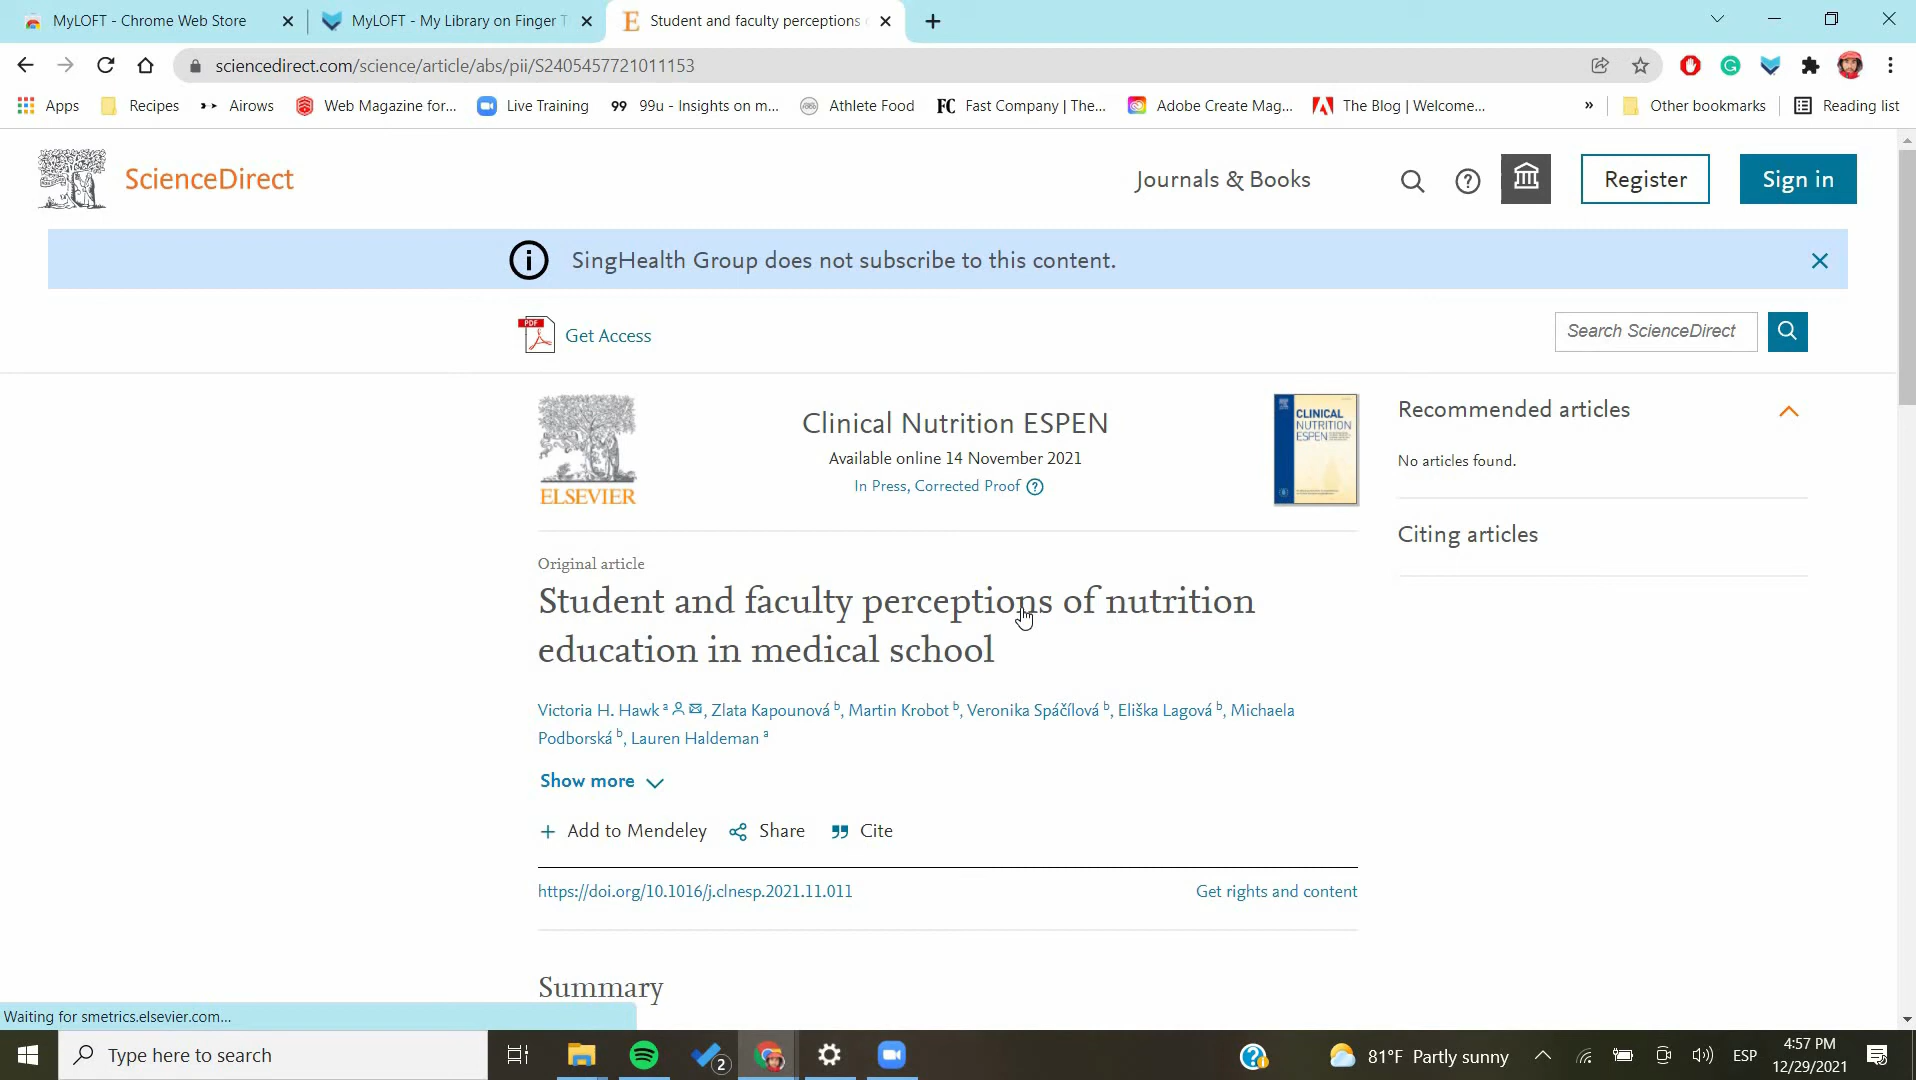 MyLOFT - Chrome Web Store
MyLOFT - My Library on Finger T
Student and faculty perceptions
sciencedirect.com/science/article/abs/pii/S2405457721011153
Apps
Recipes
Airows
Web Magazine for...
Live Training
99 99u - Insights on m...
Athlete Food
FC Fast Company | The...
Adobe Create Mag...
The Blog | Welcome...
»
Other bookmarks
Reading list
ScienceDirect
Journals & Books
Register
Sign in
SingHealth Group does not subscribe to this content.
PDF
Get Access
Search ScienceDirect
ELSEVIER
Clinical Nutrition ESPEN
Available online 14 November 2021
In Press, Corrected Proof
CLINICAL
NUTRITION
ESPEN
Recommended articles
No articles found.
Citing articles
Original article
Student and faculty perceptions of nutrition
education in medical school
Victoria H. Hawk a, Zlata Kapounová b, Martin Krobot b, Veronika Spáčilová b, Eliška Lagová b, Michaela
Podborská b, Lauren Haldeman a
Show more
+ Add to Mendeley
Share
Cite
https://doi.org/10.1016/j.clnesp.2021.11.011
Get rights and content
Summary
Waiting for smetrics.elsevier.com...
Type here to search
2
81°F Partly sunny
ESP
4:57 PM
12/29/2021